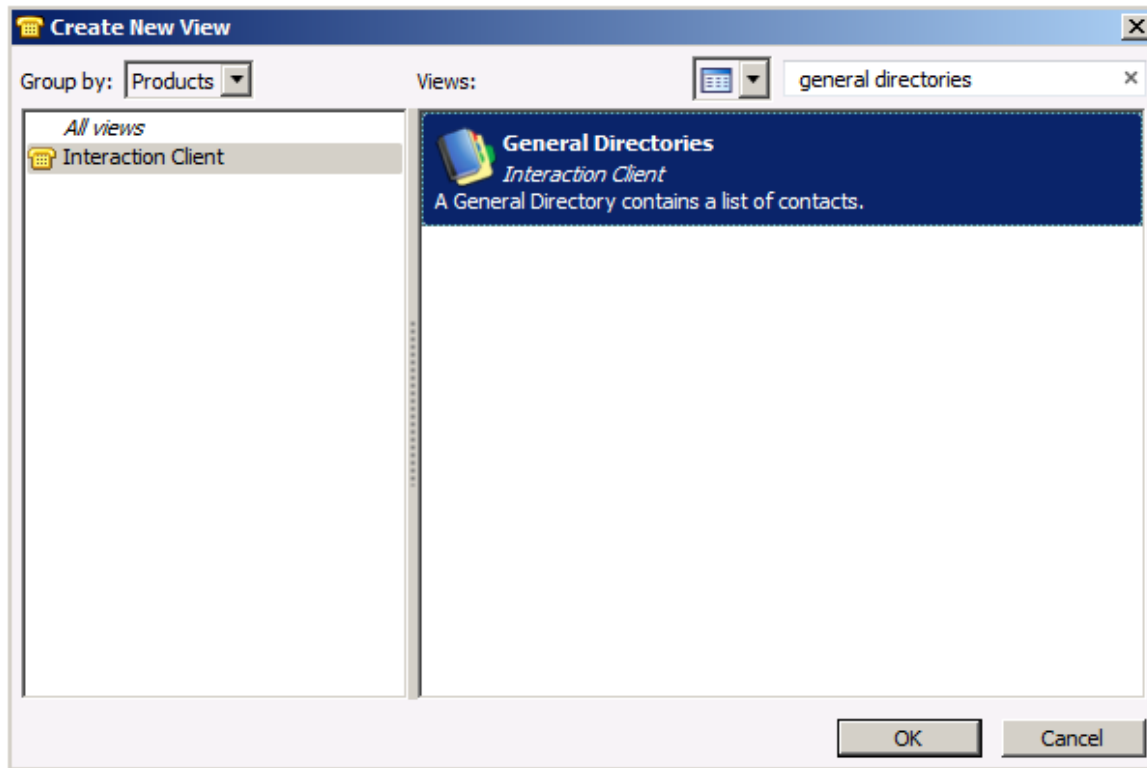 Create New View
Group by: Products
Views:
general directories
All views
Interaction Client
General Directories
Interaction Client
A General Directory contains a list of contacts.
OK
Cancel